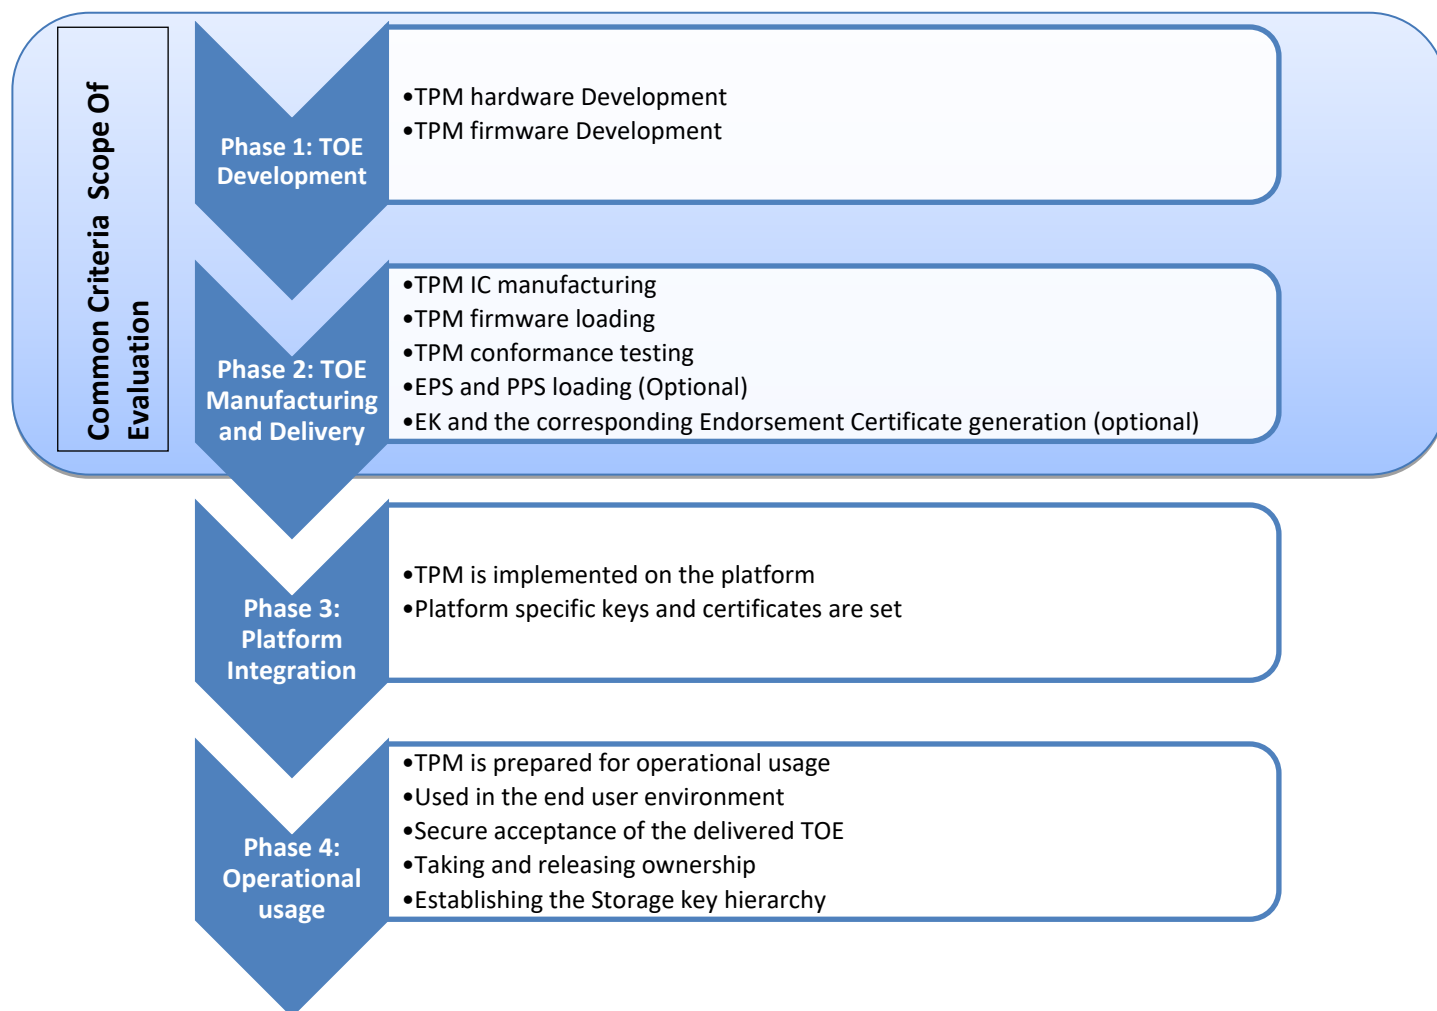 Common Criteria  Scope Of
Evaluation
Phase 1: TOE
Development
•TPM hardware Development
•TPM firmware Development
Phase 2: TOE
Manufacturing
and Delivery
•TPM IC manufacturing
•TPM firmware loading
•TPM conformance testing
•EPS and PPS loading (Optional)
•EK and the corresponding Endorsement Certificate generation (optional)
Phase 3:
Platform
Integration
•TPM is implemented on the platform
•Platform specific keys and certificates are set
Phase 4:
Operational
usage
•TPM is prepared for operational usage
•Used in the end user environment
•Secure acceptance of the delivered TOE
•Taking and releasing ownership
•Establishing the Storage key hierarchy